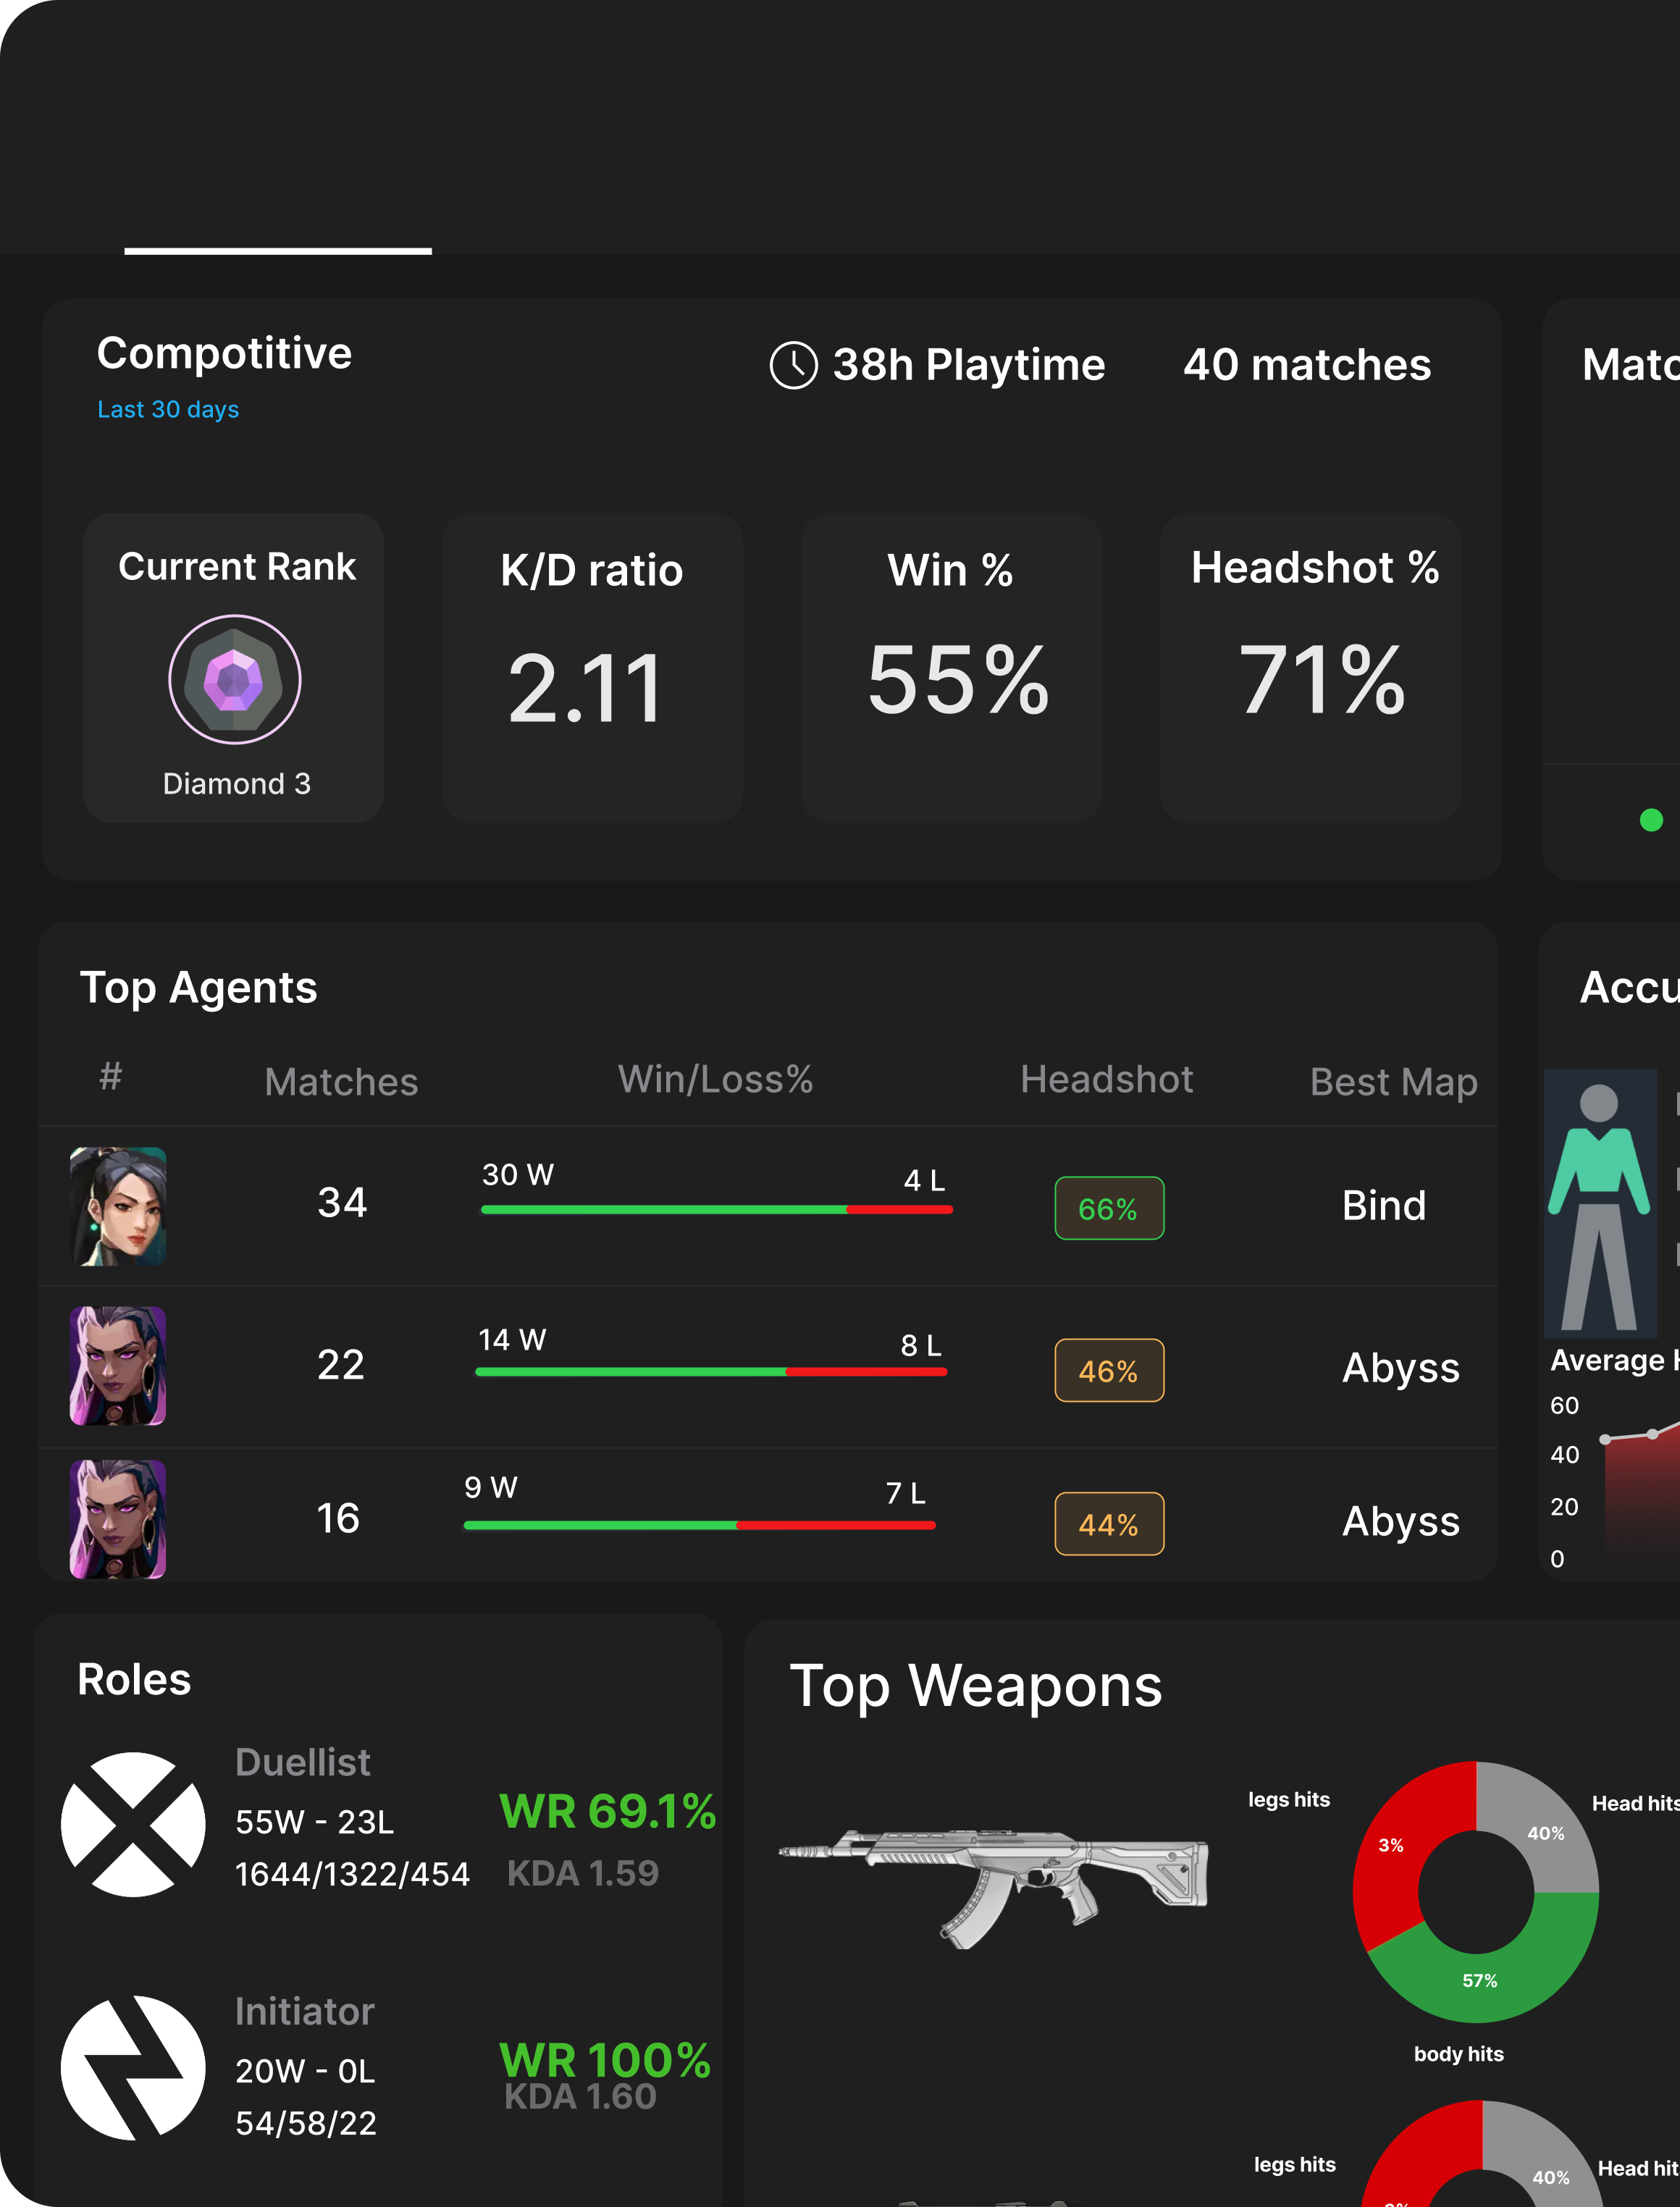 Compotitive
Last 30 days
38h Playtime
40 matches
Current Rank
Diamond 3
K/D ratio
2.11
Win %
55%
Headshot %
71%
Top Agents
# Matches Win/Loss% Headshot Best Map
34 30 W 4 L 66% Bind
22 14 W 8 L 46% Abyss
16 9 W 7 L 44% Abyss
Average
60
40
20
0
Roles
Duellist
55W - 23L
WR 69.1%
1644/1322/454
KDA 1.59
Initiator
20W - 0L
WR 100%
KDA 1.60
54/58/22
Top Weapons
legs hits
Head hits
3%
40%
57%
body hits
legs hits
Head hit
40%